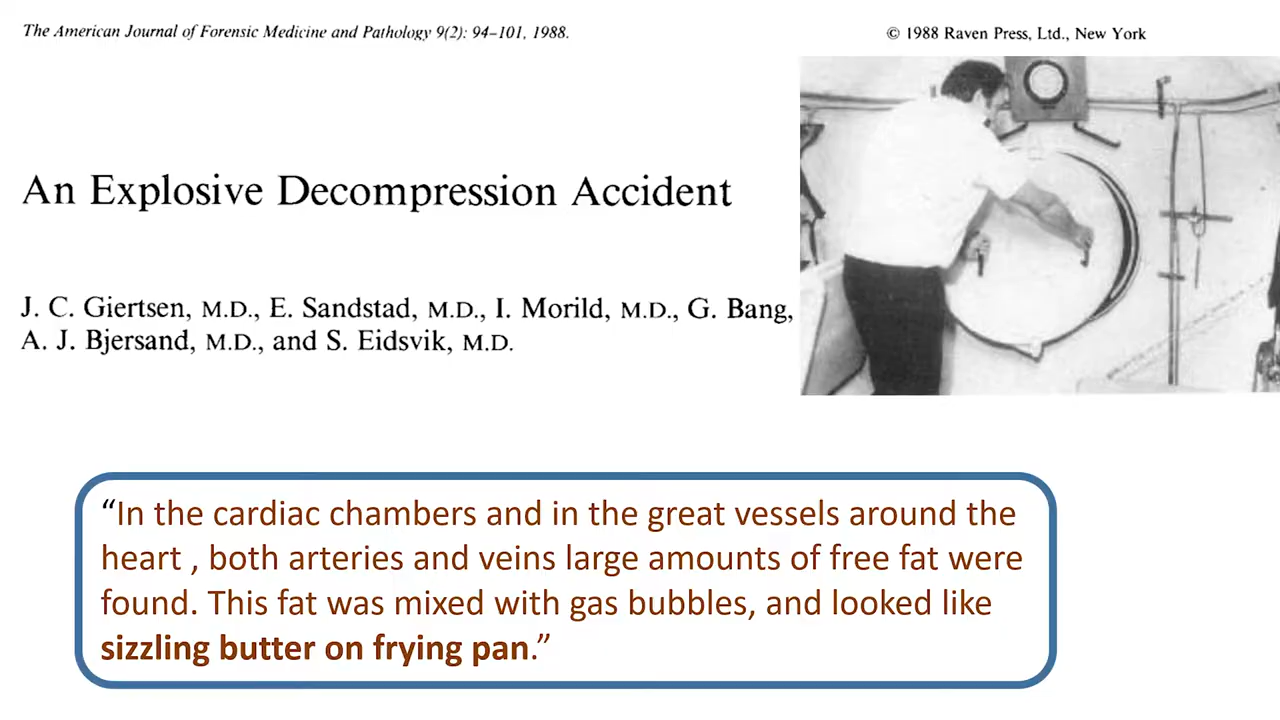 The American Journal of Forensic Medicine and Pathology 9(2): 94–101, 1988.
© 1988 Raven Press, Ltd., New York
An Explosive Decompression Accident
J. C. Giertsen, M.D., E. Sandstad, M.D., I. Morild, M.D., G. Bang,
A. J. Bjersand, M.D., and S. Eidsvik, M.D.
“In the cardiac chambers and in the great vessels around the
heart , both arteries and veins large amounts of free fat were
found. This fat was mixed with gas bubbles, and looked like
sizzling butter on frying pan.”